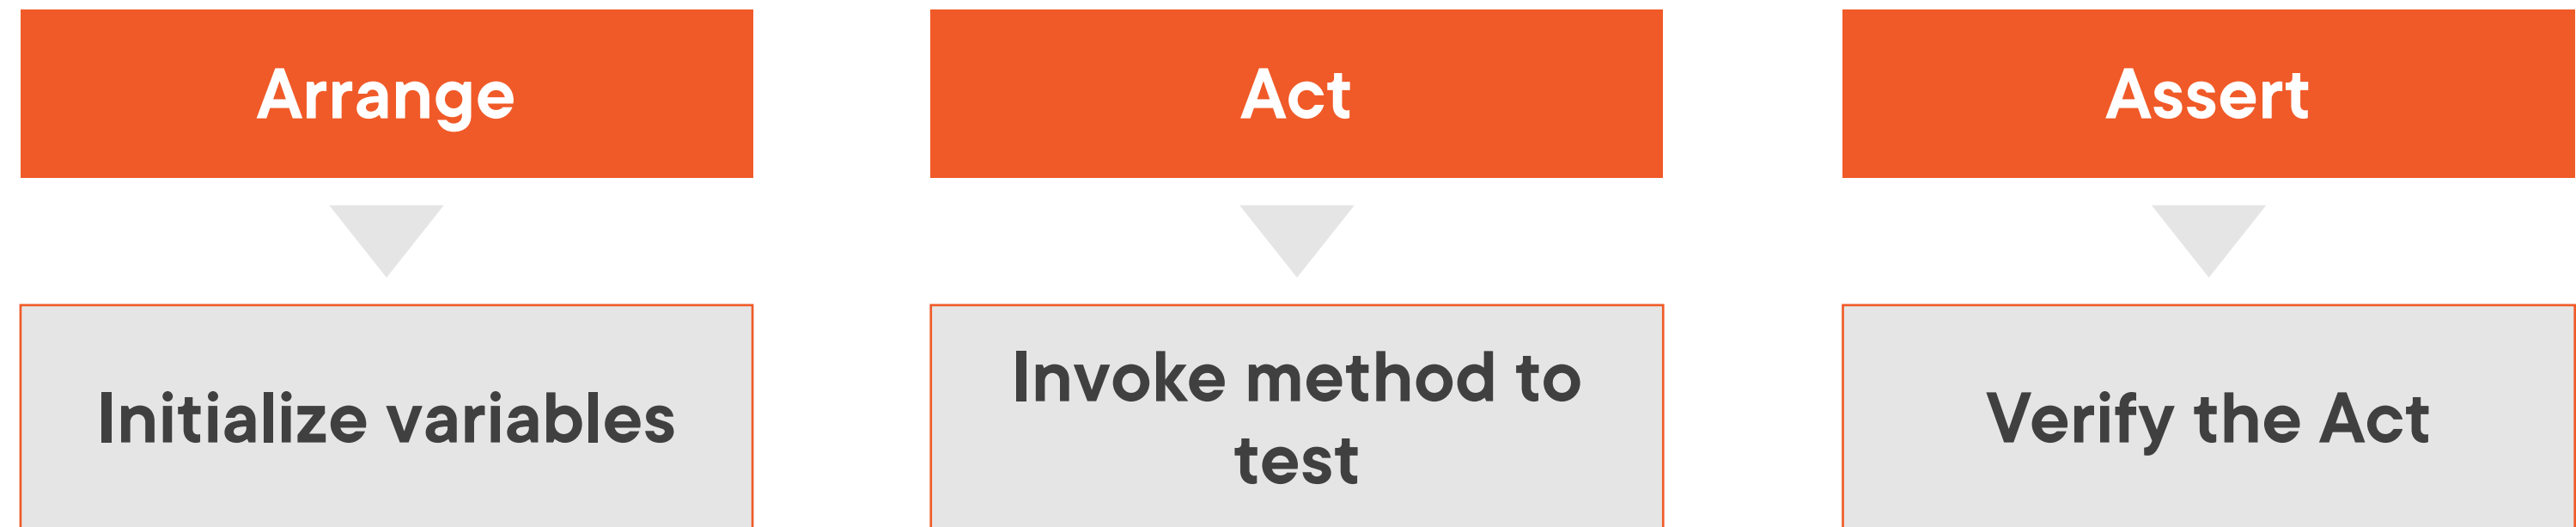 Arrange
Act
Assert
Initialize variables
Invoke method to
test
Verify the Act